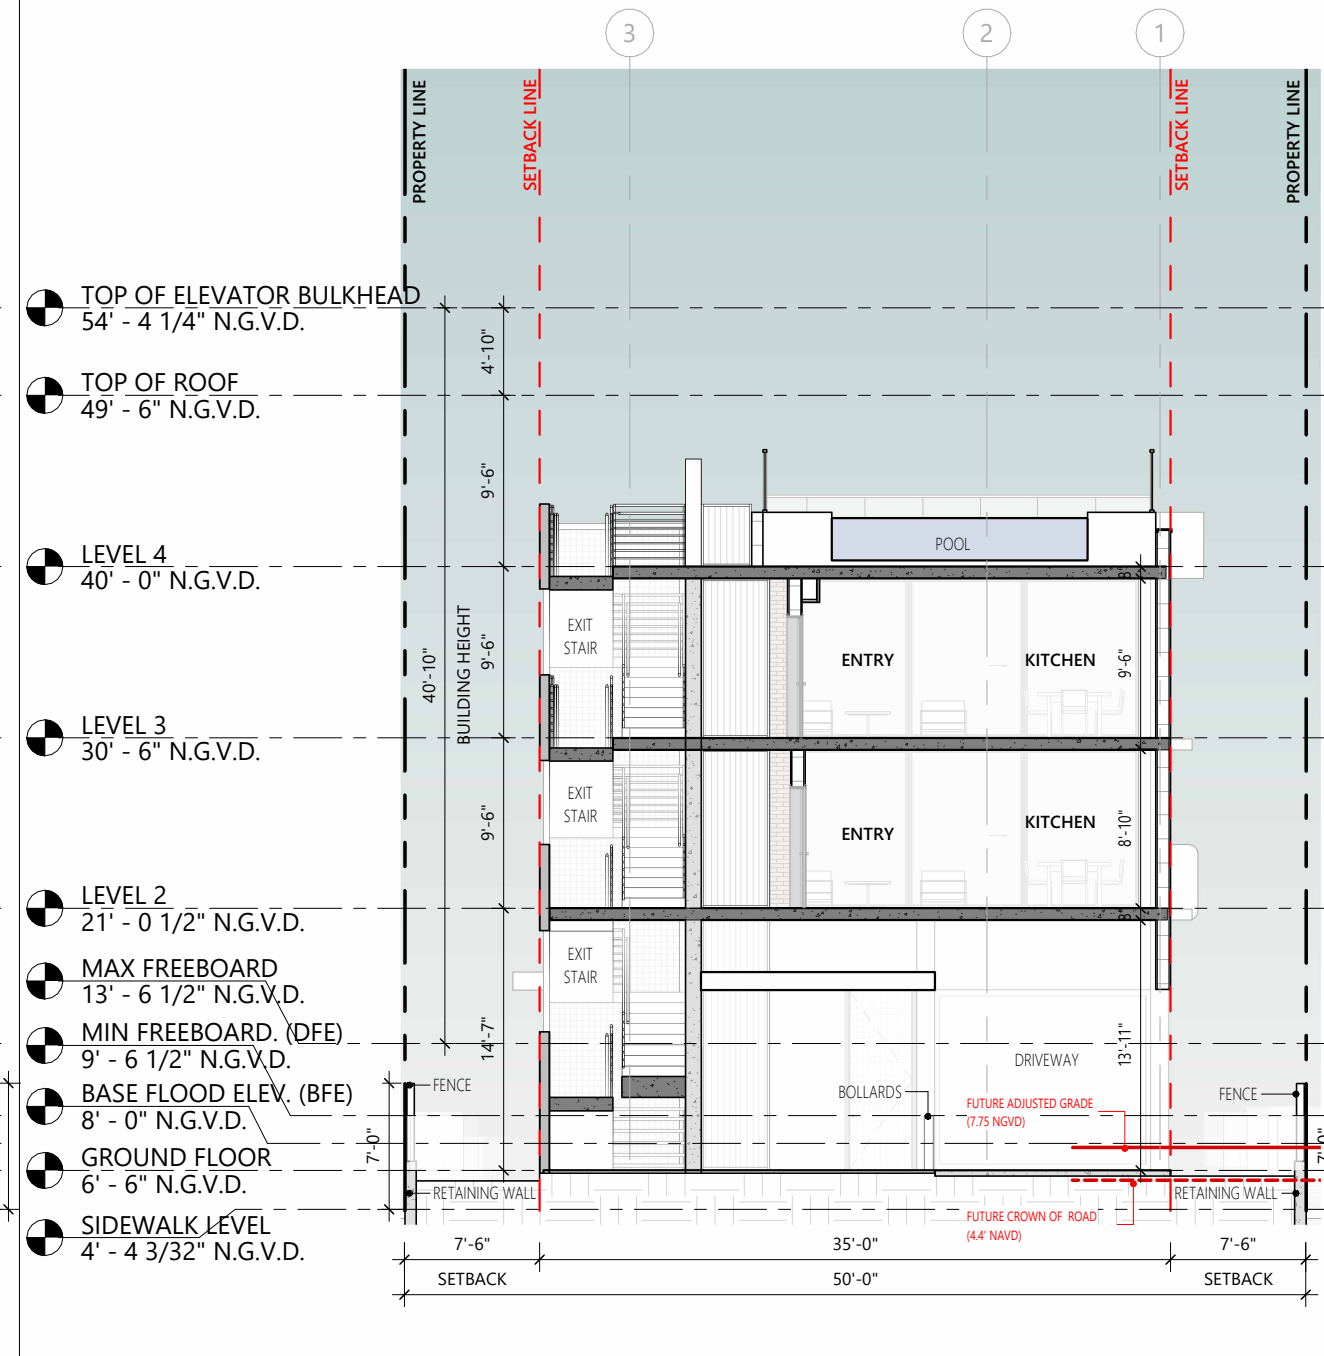 3
2
1
PROPERTY LINE
SETBACK LINE
SETBACK LINE
PROPERTY LINE
TOP OF ELEVATOR BULKHEAD
54' - 4 1/4" N.G.V.D.
4'-10"
TOP OF ROOF
49' - 6" N.G.V.D.
9'-6"
POOL
LEVEL 4
40' - 0" N.G.V.D.
8"
40'-10"
BUILDING HEIGHT
9'-6"
EXIT
STAIR
ENTRY
KITCHEN
9'-6"
LEVEL 3
30' - 6" N.G.V.D.
9'-6"
EXIT
STAIR
ENTRY
KITCHEN
8'-10"
LEVEL 2
21' - 0 1/2" N.G.V.D.
8"
EXIT
STAIR
MAX FREEBOARD
13' - 6 1/2" N.G.V.D.
MIN FREEBOARD. (DFE)
9' - 6 1/2" N.G.V.D.
14'-7"
13'-11"
DRIVEWAY
BASE FLOOD ELEV. (BFE)
8' - 0" N.G.V.D.
FENCE
BOLLARDS
FENCE
FUTURE ADJUSTED GRADE
(7.75 NGVD)
7'-0"
7'-0"
GROUND FLOOR
6' - 6" N.G.V.D.
RETAINING WALL
RETAINING WALL
SIDEWALK LEVEL
4' - 4 3/32" N.G.V.D.
FUTURE CROWN OF ROAD
(4.4' NAVD)
7'-6"
35'-0"
7'-6"
SETBACK
50'-0"
SETBACK